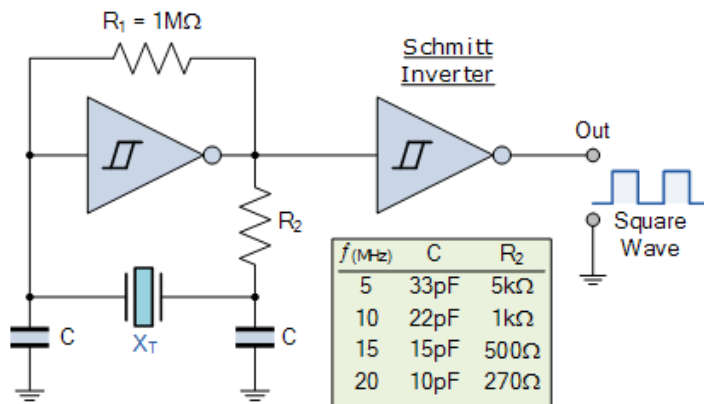 R₁ = 1MΩ
Schmitt
Inverter
Out
R₂
Square
Wave
C
X_T
C
f(MHz) C R₂
5 33pF 5kΩ
10 22pF 1kΩ
15 15pF 500Ω
20 10pF 270Ω